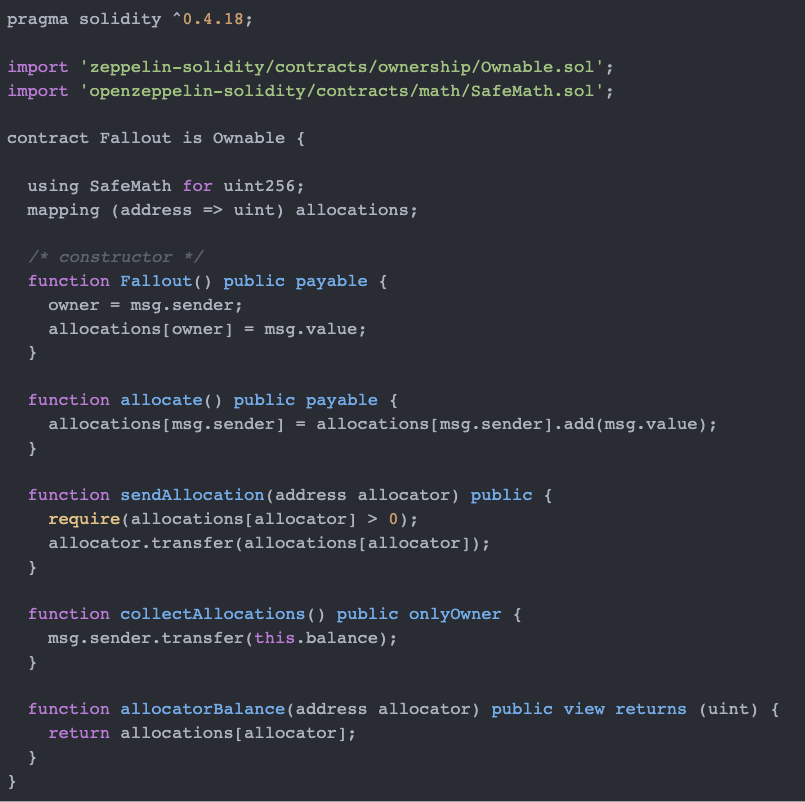 pragma solidity ^0.4.18;
import 'zeppelin-solidity/contracts/ownership/Ownable.sol';
import 'openzeppelin-solidity/contracts/math/SafeMath.sol';
contract Fallout is Ownable {
using SafeMath for uint256;
mapping (address => uint) allocations;
/* constructor */
function Fal1out() public payable {
owner = msg.sender;
allocations[owner] = msg.value;
}
function allocate() public payable {
allocations[msg.sender] = allocations[msg.sender].add(msg.value);
}
function sendAllocation(address allocator) public {
require(allocations[allocator] > 0);
allocator.transfer(allocations[allocator]);
}
function collectAllocations() public onlyOwner {
msg.sender.transfer(this.balance);
}
function allocatorBalance(address allocator) public view returns (uint) {
return allocations[allocator];
}
}